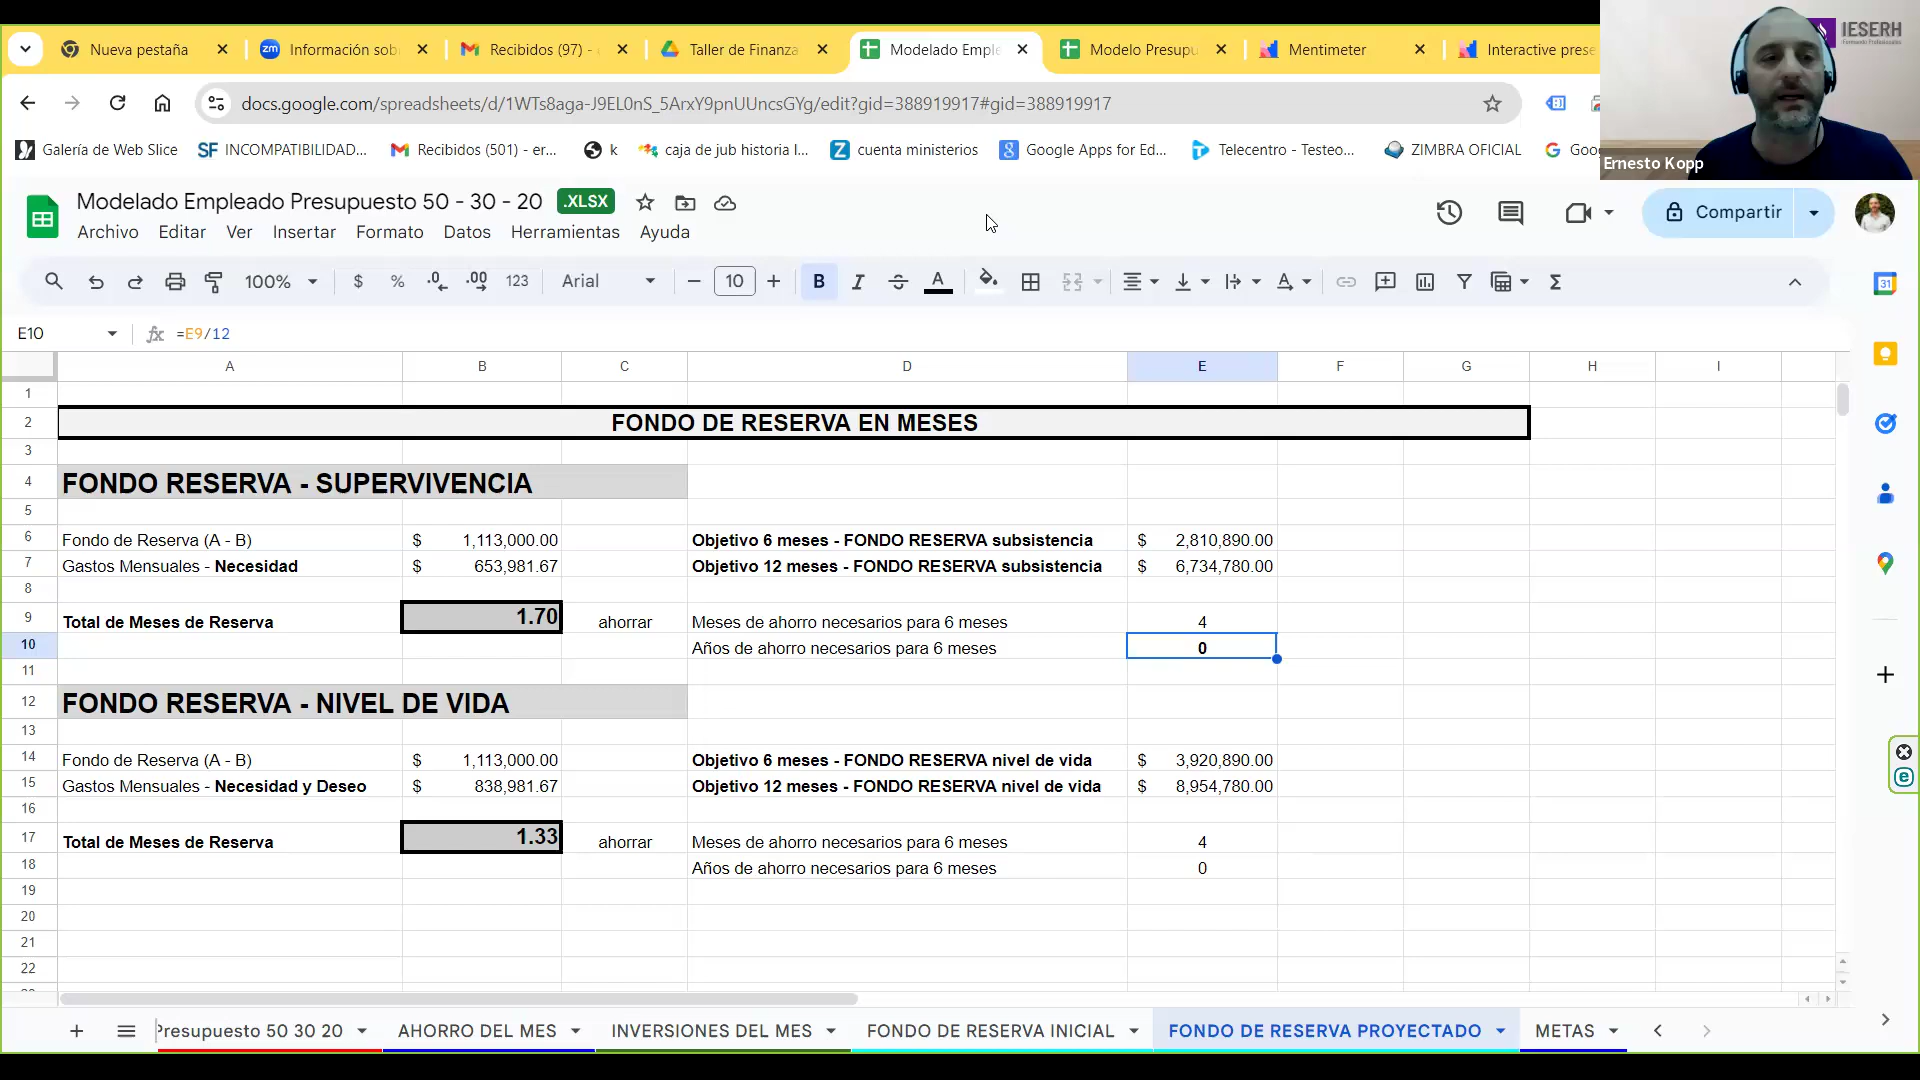 Nueva pestaña
Información sob
Recibidos (97) -
Taller de Finanza
Modelado Emple
Modelo Presupu
Mentimeter
Interactive prese
IESERH
docs.google.com/spreadsheets/d/1WTs8aga-J9EL0nS_5ArxY9pnUUncsGYg/edit?gid=388919917#gid=388919917
Galería de Web Slice
SF INCOMPATIBILIDAD...
Recibidos (501) - er...
k
caja de jub historia l...
cuenta ministerios
Google Apps for Ed...
Telecentro - Testeo...
ZIMBRA OFICIAL
Goo
Ernesto Kopp
Modelado Empleado Presupuesto 50 - 30 - 20 .XLSX
Compartir
Archivo Editar Ver Insertar Formato Datos Herramientas Ayuda
100% $ % .0 .00 123 Arial 10 B I A
31
E10 fx =E9/12
A B C D E F G H I
1
2 FONDO DE RESERVA EN MESES
3
4 FONDO RESERVA - SUPERVIVENCIA
5
6 Fondo de Reserva (A - B) $ 1,113,000.00 Objetivo 6 meses - FONDO RESERVA subsistencia $ 2,810,890.00
7 Gastos Mensuales - Necesidad $ 653,981.67 Objetivo 12 meses - FONDO RESERVA subsistencia $ 6,734,780.00
8
9 Total de Meses de Reserva 1.70 ahorrar Meses de ahorro necesarios para 6 meses 4
10 Años de ahorro necesarios para 6 meses 0
11
12 FONDO RESERVA - NIVEL DE VIDA
13
14 Fondo de Reserva (A - B) $ 1,113,000.00 Objetivo 6 meses - FONDO RESERVA nivel de vida $ 3,920,890.00
15 Gastos Mensuales - Necesidad y Deseo $ 838,981.67 Objetivo 12 meses - FONDO RESERVA nivel de vida $ 8,954,780.00
16
17 Total de Meses de Reserva 1.33 ahorrar Meses de ahorro necesarios para 6 meses 4
18 Años de ahorro necesarios para 6 meses 0
19
20
21
22
Presupuesto 50 30 20 AHORRO DEL MES INVERSIONES DEL MES FONDO DE RESERVA INICIAL FONDO DE RESERVA PROYECTADO METAS